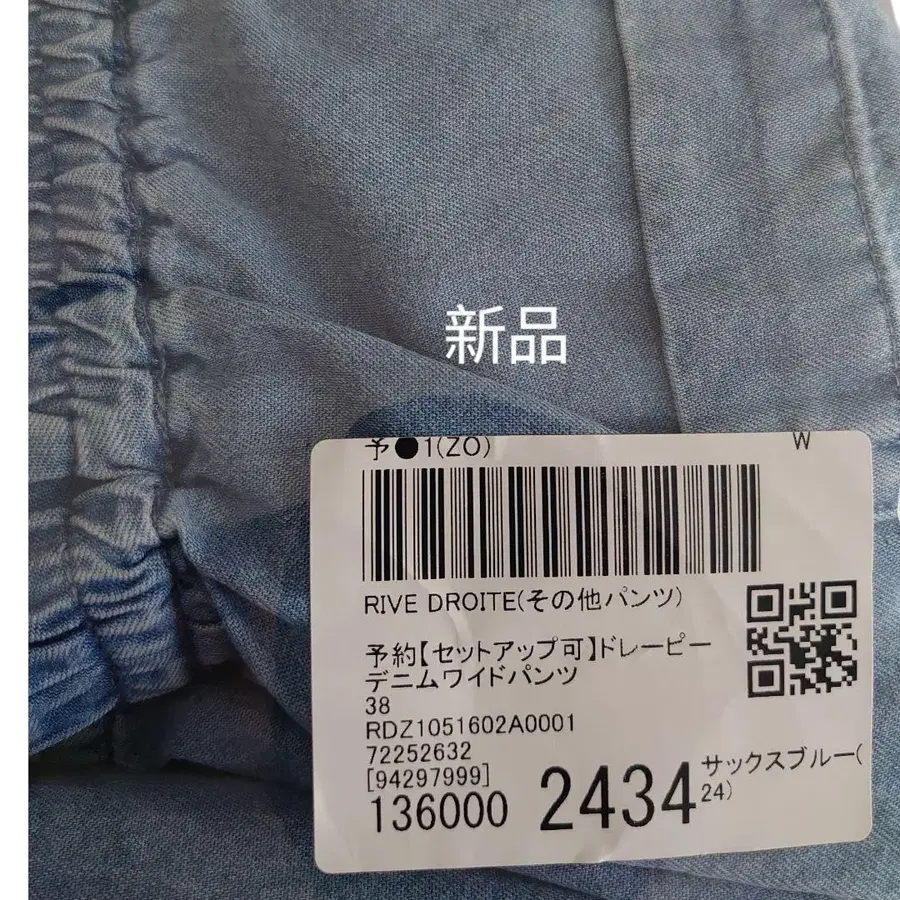 新品
予●1(ZO) W
RIVE DROITE(その他パンツ)
予約【セットアップ可】ドレーピー
デニムワイドパンツ
38
RDZ1051602A0001
72252632
[94297999]
136000 2434 サックスブルー(
24)